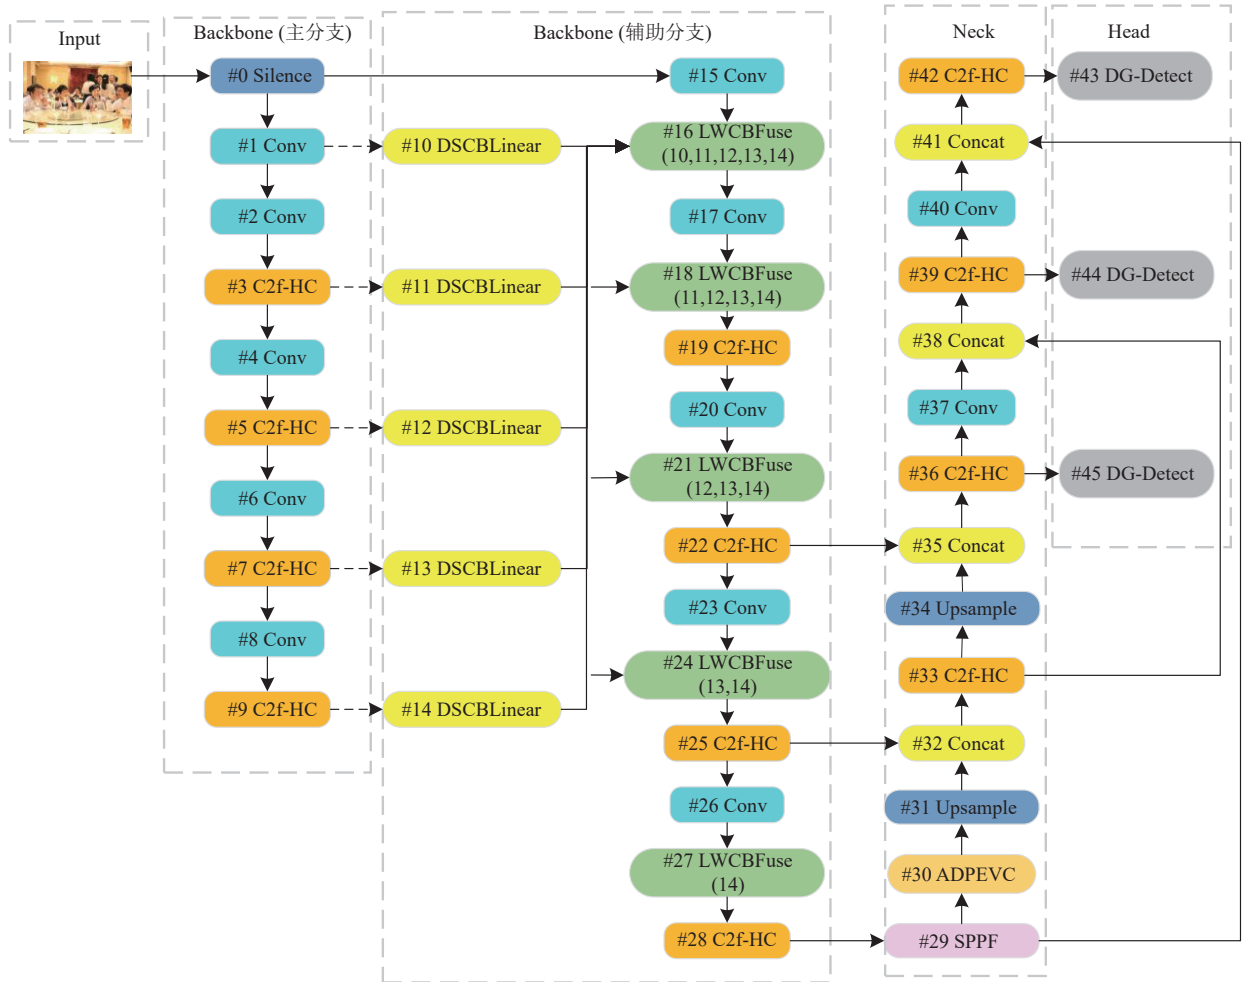 Input
Backbone (主分支)
#0 Silence
#1 Conv
#2 Conv
#3 C2f-HC
#4 Conv
#5 C2f-HC
#6 Conv
#7 C2f-HC
#8 Conv
#9 C2f-HC
Backbone (辅助分支)
#10 DSCBLinear
#11 DSCBLinear
#12 DSCBLinear
#13 DSCBLinear
#14 DSCBLinear
#15 Conv
#16 LWCBFuse
(10,11,12,13,14)
#17 Conv
#18 LWCBFuse
(11,12,13,14)
#19 C2f-HC
#20 Conv
#21 LWCBFuse
(12,13,14)
#22 C2f-HC
#23 Conv
#24 LWCBFuse
(13,14)
#25 C2f-HC
#26 Conv
#27 LWCBFuse
(14)
#28 C2f-HC
Neck
#42 C2f-HC
#41 Concat
#40 Conv
#39 C2f-HC
#38 Concat
#37 Conv
#36 C2f-HC
#35 Concat
#34 Upsample
#33 C2f-HC
#32 Concat
#31 Upsample
#30 ADPEVC
#29 SPPF
Head
#43 DG-Detect
#44 DG-Detect
#45 DG-Detect